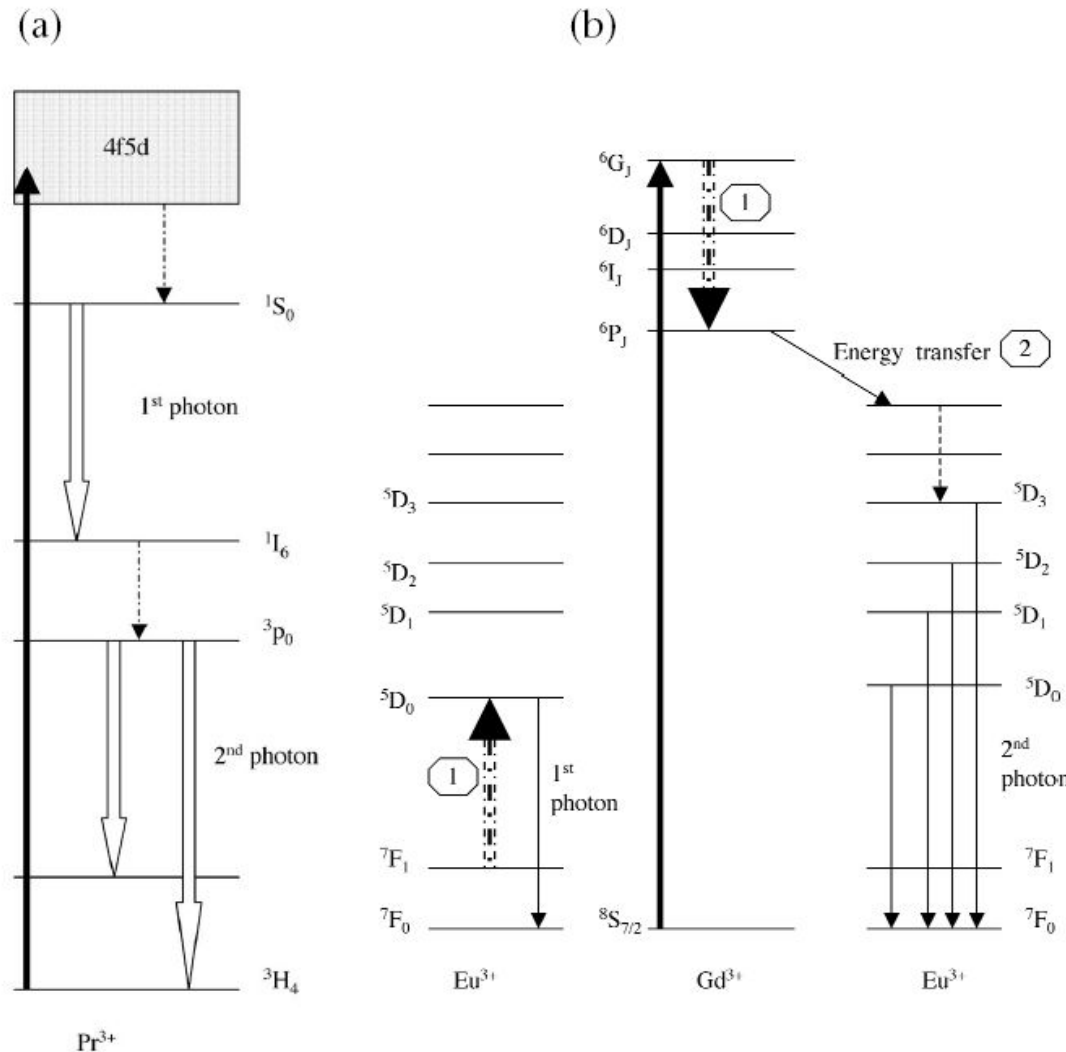 (a)
4f5d
¹S₀
1ˢᵗ photon
¹I₆
³P₀
2ⁿᵈ photon
³H₄
Pr³⁺
(b)
⁵D₃
⁵D₂
⁵D₁
⁵D₀
1
1ˢᵗ
photon
⁷F₁
⁷F₀
Eu³⁺
⁶G_J
1
⁶D_J
⁶I_J
⁶P_J
Energy transfer 2
⁸S₇/₂
Gd³⁺
⁵D₃
⁵D₂
⁵D₁
⁵D₀
2ⁿᵈ
photon
⁷F₁
⁷F₀
Eu³⁺